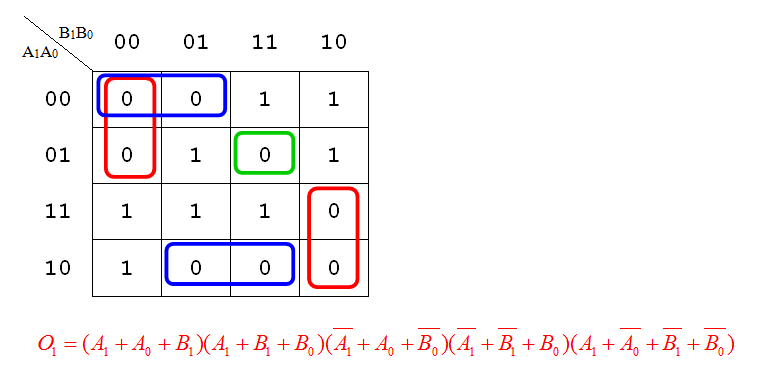 B₁B₀
A₁A₀
00 01 11 10
00 0 0 1 1
01 0 1 0 1
11 1 1 1 0
10 1 0 0 0
O₁ = (A₁ + A₀ + B₁)(A₁ + B₁ + B₀)(A̅₁ + A₀ + B̅₀)(A̅₁ + B̅₁ + B₀)(A₁ + A̅₀ + B̅₁ + B̅₀)